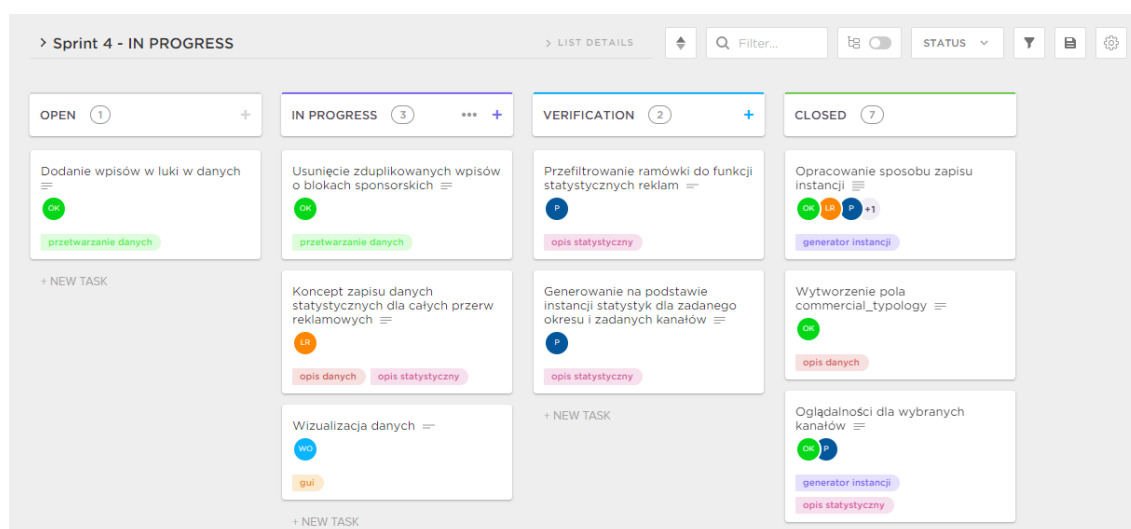 > Sprint 4 - IN PROGRESS
> LIST DETAILS
Filter...
STATUS
OPEN 1 +
Dodanie wpisów w luki w danych
OK
przetwarzanie danych
+ NEW TASK
IN PROGRESS 3 ••• +
Usunięcie zduplikowanych wpisów
o blokach sponsorskich
OK
przetwarzanie danych
Koncept zapisu danych
statystycznych dla całych przerw
reklamowych
LR
opis danych opis statystyczny
Wizualizacja danych
WO
gui
+ NEW TASK
VERIFICATION 2 +
Przefiltrowanie ramówki do funkcji
statystycznych reklam
P
opis statystyczny
Generowanie na podstawie
instancji statystyk dla zadanego
okresu i zadanych kanałów
P
opis statystyczny
+ NEW TASK
CLOSED 7
Opracowanie sposobu zapisu
instancji
OK LR P +1
generator instancji
Wytworzenie pola
commercial_typology
OK
opis danych
Oglądalności dla wybranych
kanałów
OK P
generator instancji
opis statystyczny